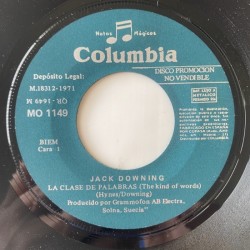 Notas Mágicas
Columbia
Depósito Legal:
M.18312-1971
MO 1149
DISCO PROMOCION
NO VENDIBLE
BIEM
Cara 1
JACK DOWNING
LA CLASE DE PALABRAS (The kind of words)
(Hynes/Downing)
Producido por Grammofon AB Electra,
Solna, Suecia"